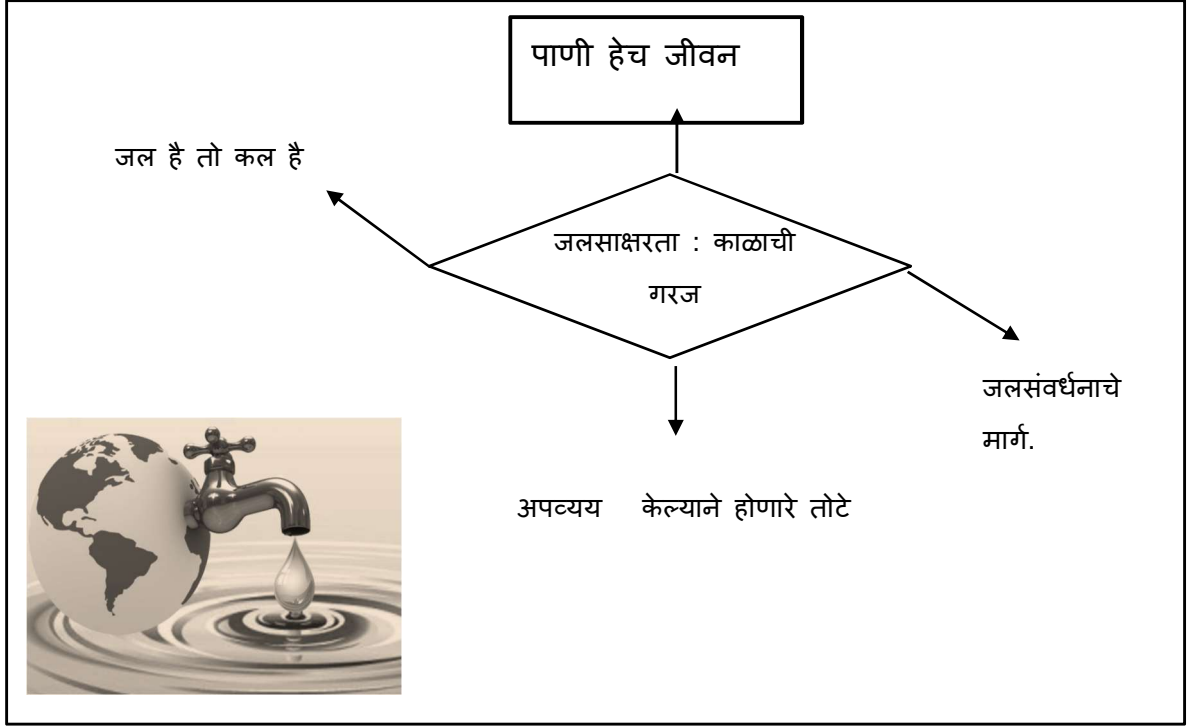 पाणी हेच जीवन
जल है तो कल है
जलसाक्षरता : काळाची
गरज
जलसंवर्धनाचे
मार्ग.
अपव्यय केल्याने होणारे तोटे